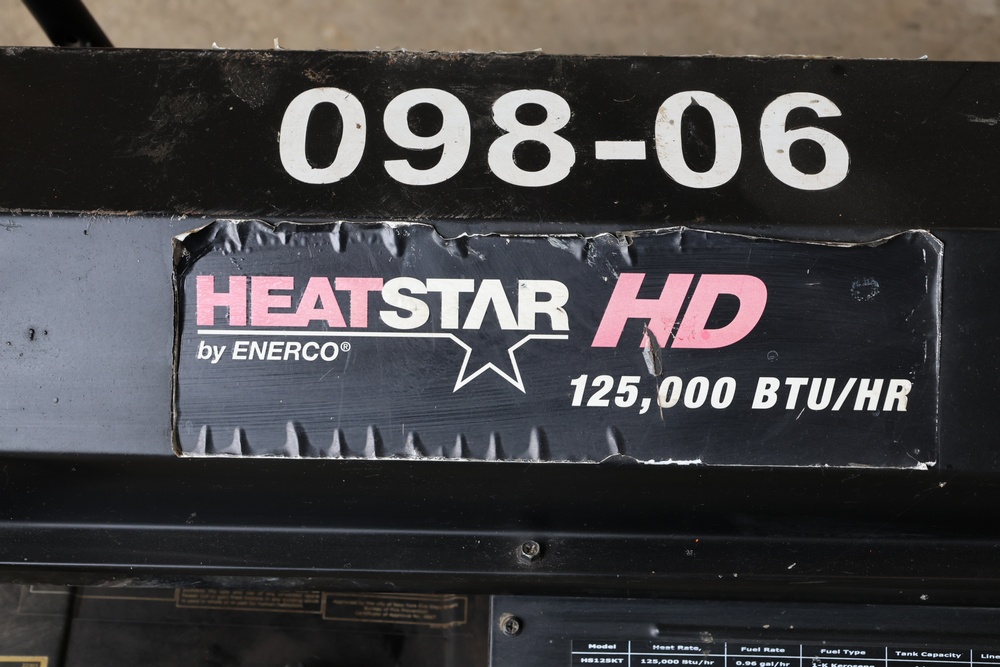 098-06
HEATSTAR HD
by ENERCO®
125,000 BTU/HR
Model Heat Rate, Fuel Rate Fuel Type Tank Capacity Line
HS125KT 125,000 Btu/hr 0.96 gal/hr 1-K Kerosene